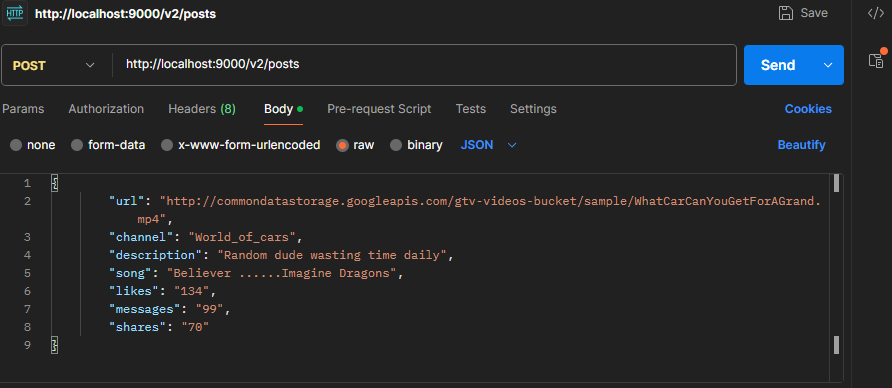 HTTP http://localhost:9000/v2/posts Save </>
POST http://localhost:9000/v2/posts Send
Params Authorization Headers (8) Body Pre-request Script Tests Settings Cookies
none form-data x-www-form-urlencoded raw binary JSON Beautify
1 {
2 "url": "http://commondatastorage.googleapis.com/gtv-videos-bucket/sample/WhatCarCanYouGetForAGrand.
mp4",
3 "channel": "World_of_cars",
4 "description": "Random dude wasting time daily",
5 "song": "Believer ......Imagine Dragons",
6 "likes": "134",
7 "messages": "99",
8 "shares": "70"
9 }